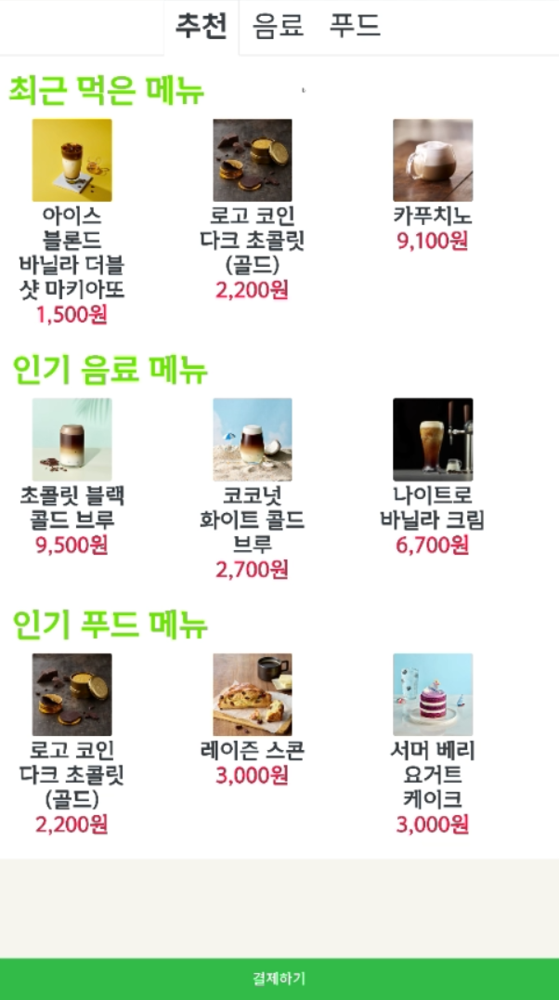 추천 음료 푸드
최근 먹은 메뉴
아이스
블론드
바닐라 더블
샷 마키아또
1,500원
로고 코인
다크 초콜릿
(골드)
2,200원
카푸치노
9,100원
인기 음료 메뉴
초콜릿 블랙
콜드 브루
9,500원
코코넛
화이트 콜드
브루
2,700원
나이트로
바닐라 크림
6,700원
인기 푸드 메뉴
로고 코인
다크 초콜릿
(골드)
2,200원
레이즌 스콘
3,000원
서머 베리
요거트
케이크
3,000원
결제하기